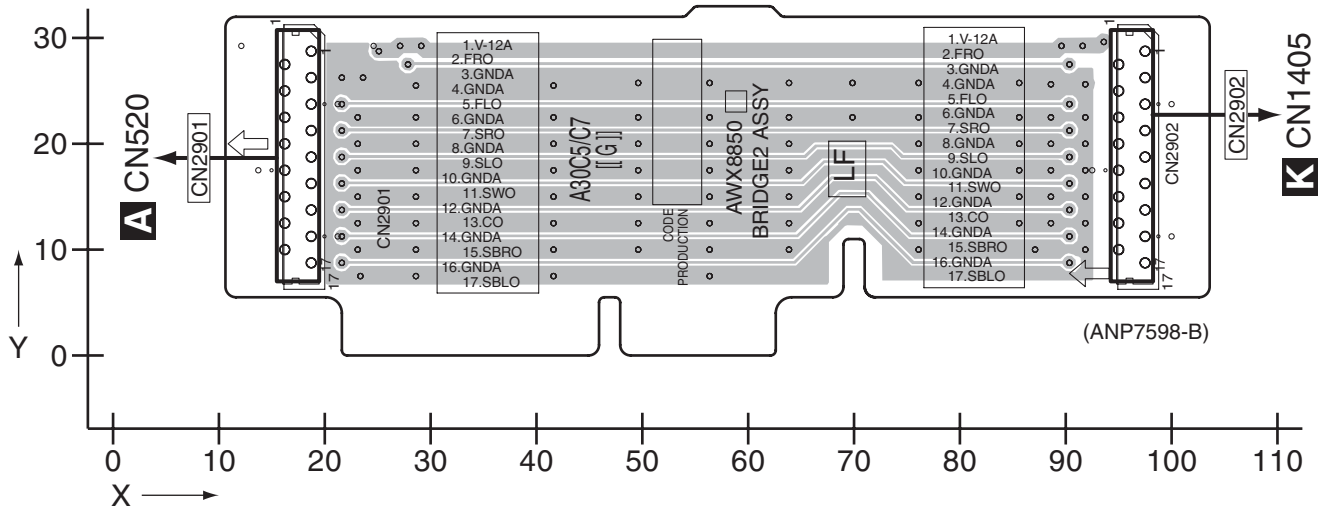 30
20
10
0
Y
0 10 20 30 40 50 60 70 80 90 100 110
X
A CN520
CN2901
1
1
17
17
CN2901
1.V-12A
2.FRO
3.GNDA
4.GNDA
5.FLO
6.GNDA
7.SRO
8.GNDA
9.SLO
10.GNDA
11.SWO
12.GNDA
13.CO
14.GNDA
15.SBRO
16.GNDA
17.SBLO
A30C5/C7
[[ G ]]
CODE
PRODUCTION
AWX8850
BRIDGE2 ASSY
LF
1.V-12A
2.FRO
3.GNDA
4.GNDA
5.FLO
6.GNDA
7.SRO
8.GNDA
9.SLO
10.GNDA
11.SWO
12.GNDA
13.CO
14.GNDA
15.SBRO
16.GNDA
17.SBLO
1
1
17
17
CN2902
CN2902
K CN1405
(ANP7598-B)